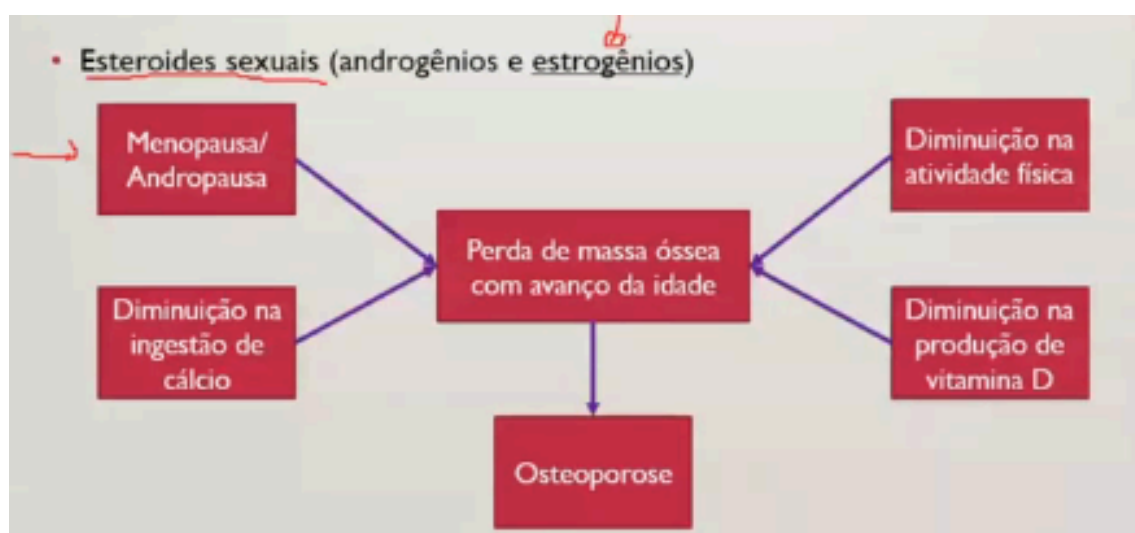 • Esteroides sexuais (androgênios e estrogênios)
Menopausa/
Andropausa
Diminuição na
atividade física
Perda de massa óssea
com avanço da idade
Diminuição na
ingestão de
cálcio
Diminuição na
produção de
vitamina D
Osteoporose